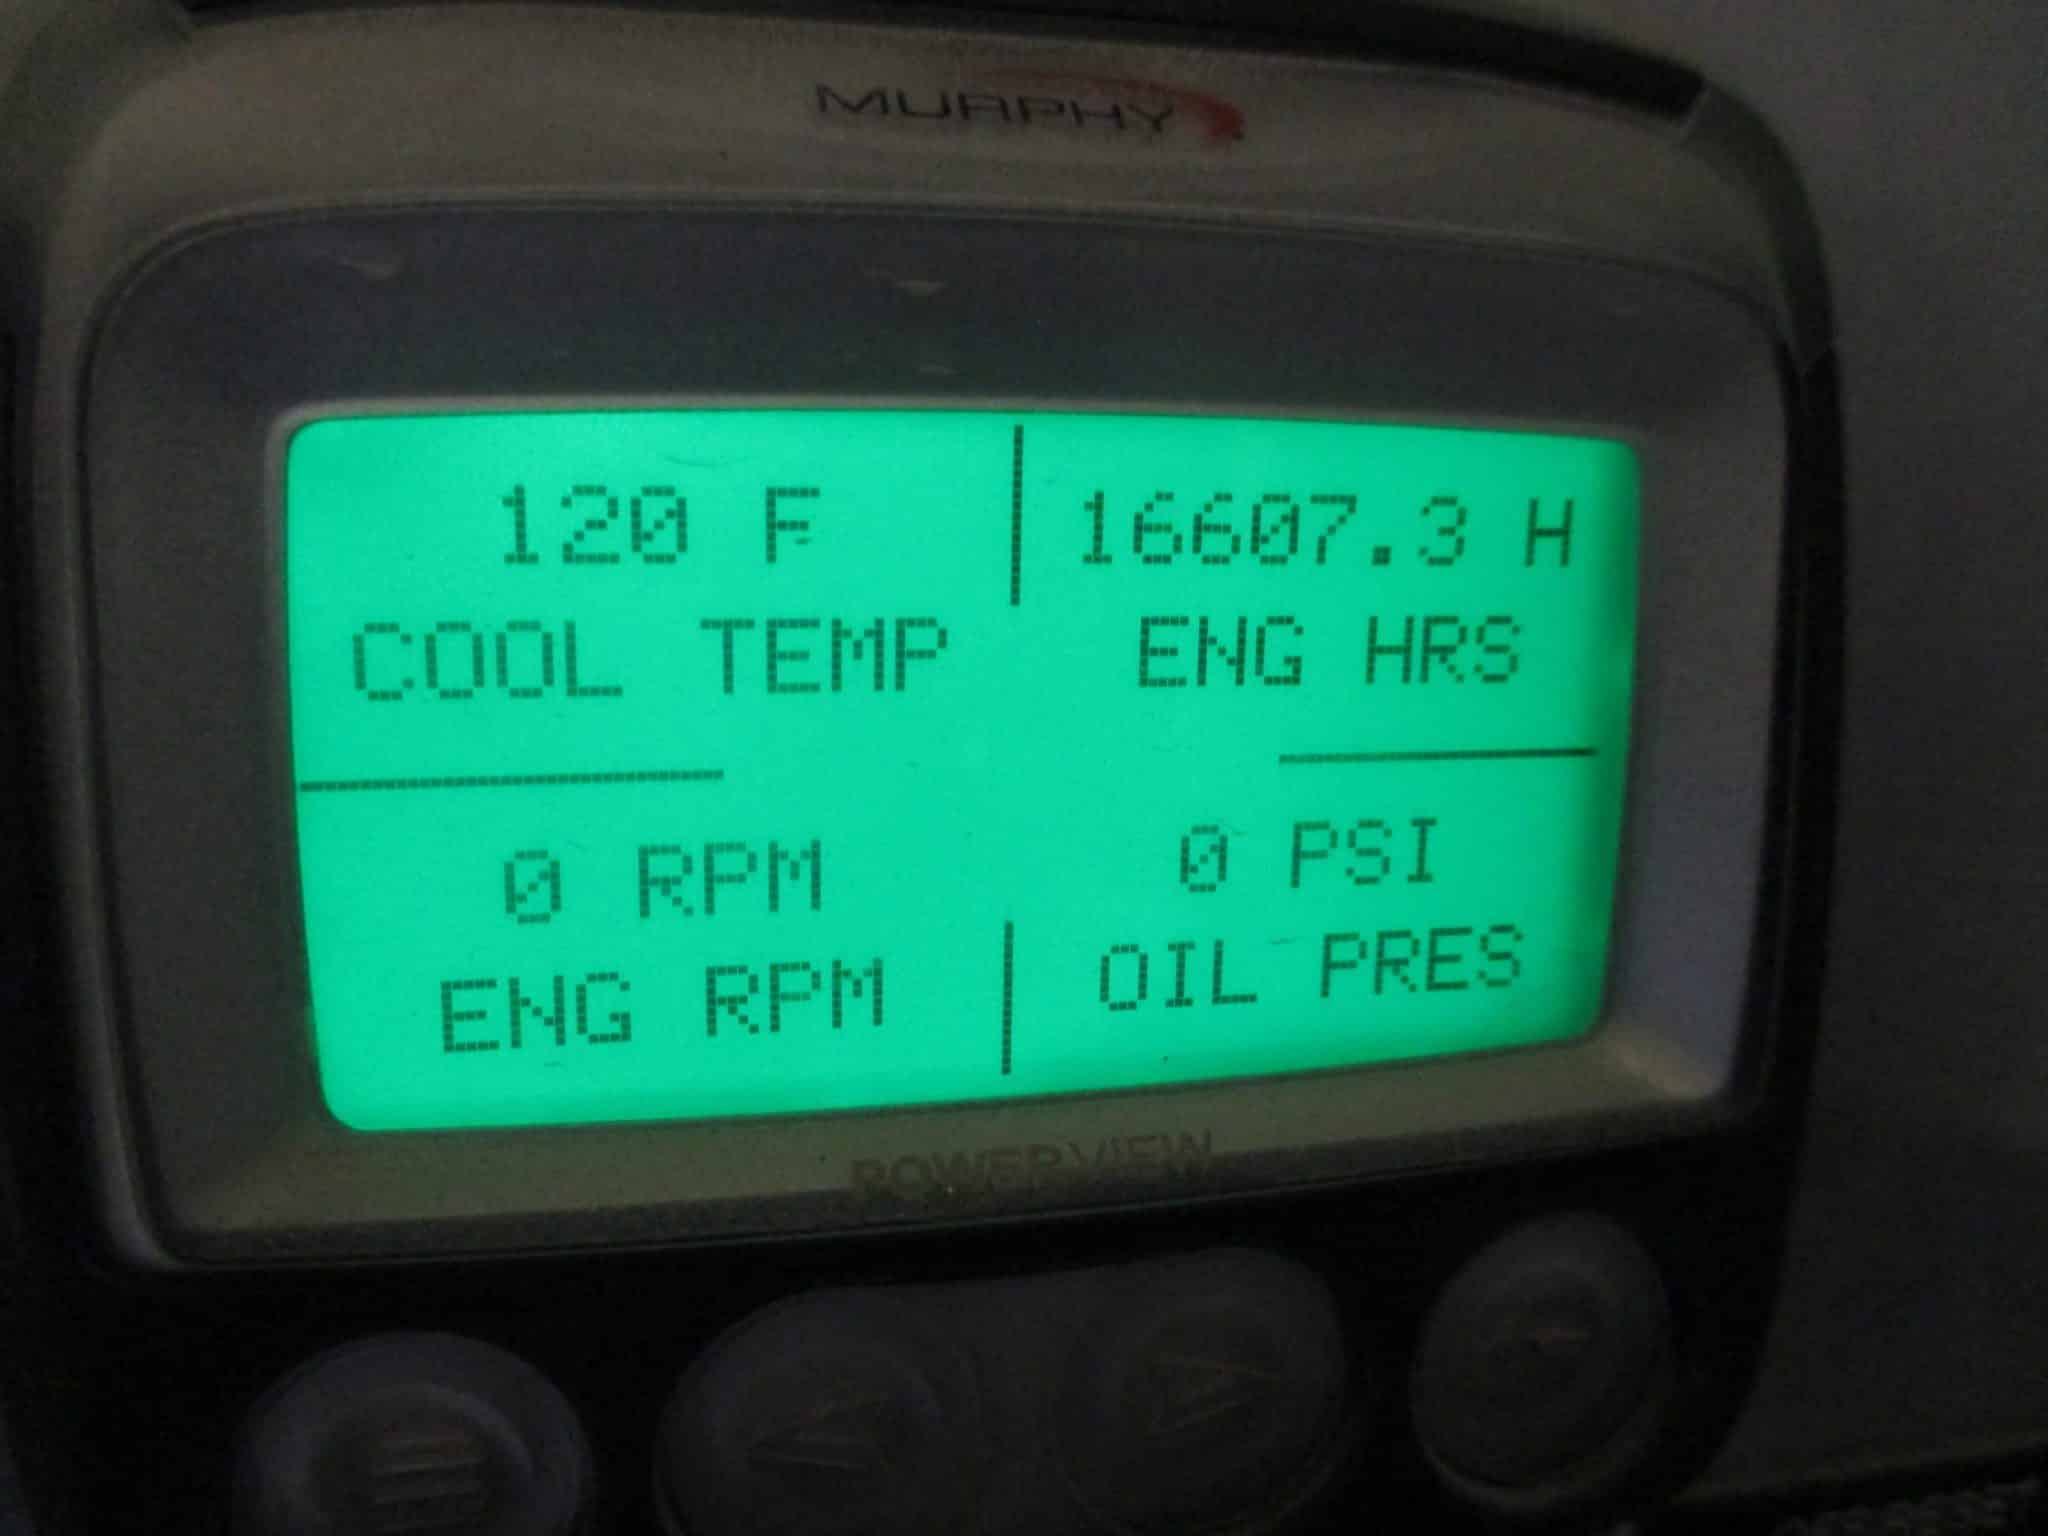 MURPHY
120 F
COOL TEMP
16607.3 H
ENG HRS
0 RPM
ENG RPM
0 PSI
OIL PRES
POWERVIEW